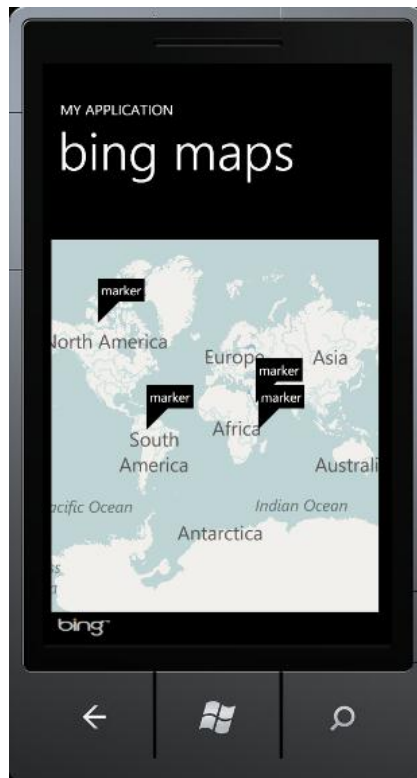 MY APPLICATION
bing maps
marker
North America
Europe
Asia
marker
marker
marker
Africa
South
America
Australi
acific Ocean
Indian Ocean
Antarctica
bing